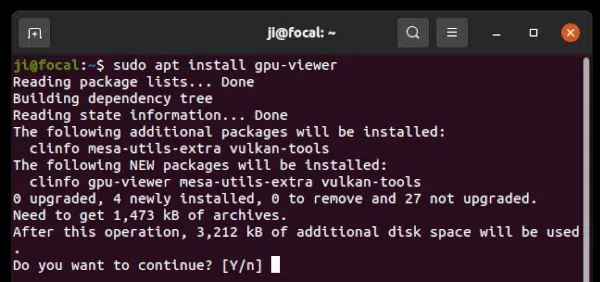 ji@focal: ~
ji@focal:~$ sudo apt install gpu-viewer
Reading package lists... Done
Building dependency tree
Reading state information... Done
The following additional packages will be installed:
  clinfo mesa-utils-extra vulkan-tools
The following NEW packages will be installed:
  clinfo gpu-viewer mesa-utils-extra vulkan-tools
0 upgraded, 4 newly installed, 0 to remove and 27 not upgraded.
Need to get 1,473 kB of archives.
After this operation, 3,212 kB of additional disk space will be used
.
Do you want to continue? [Y/n]